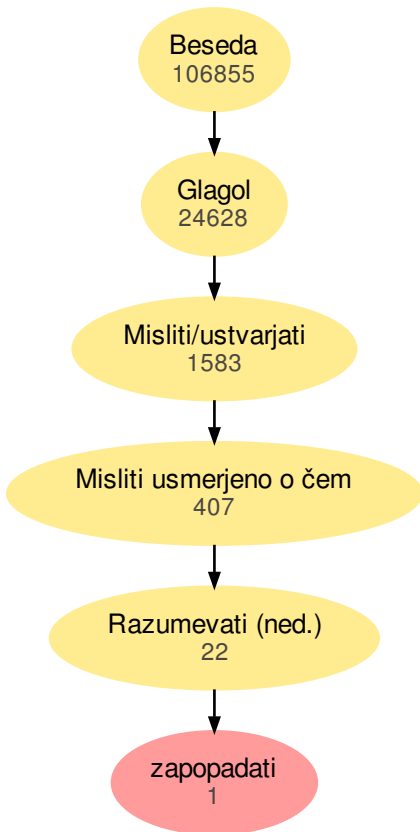 Beseda
106855
Glagol
24628
Misliti/ustvarjati
1583
Misliti usmerjeno o čem
407
Razumevati (ned.)
22
zapopadati
1